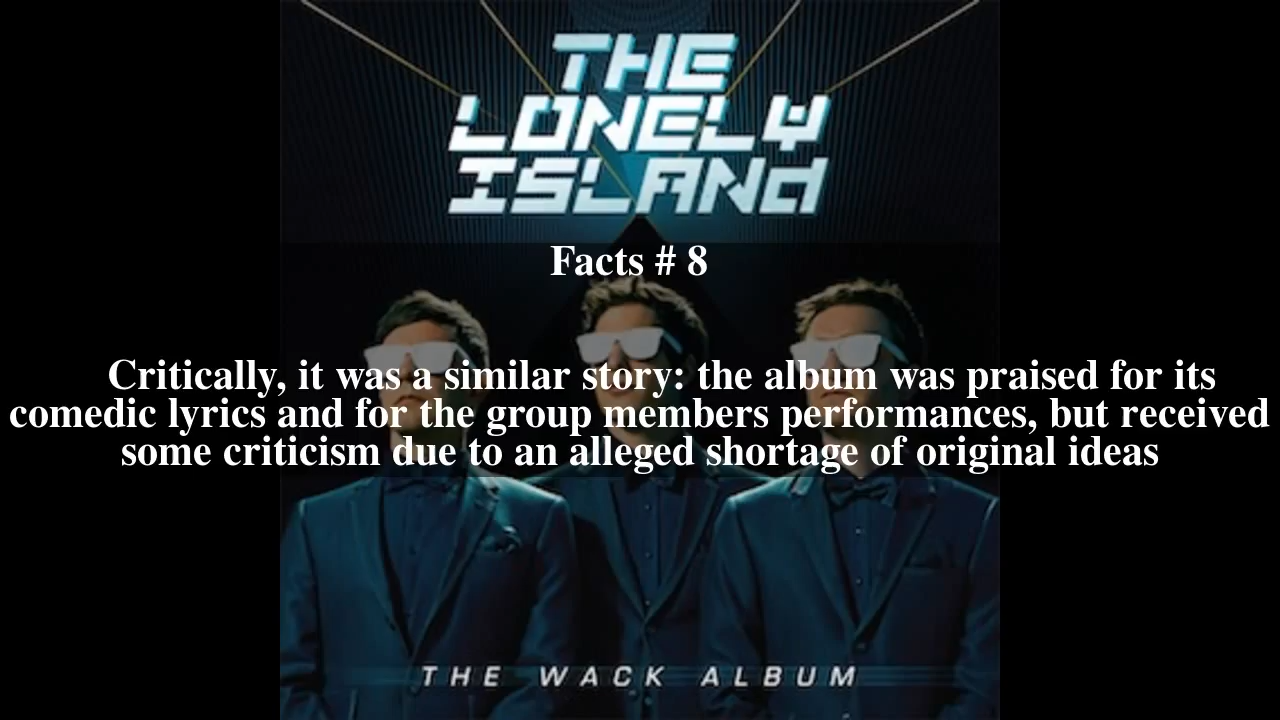 THE
LONELY
ISLAND
Facts # 8
Critically, it was a similar story: the album was praised for its
comedic lyrics and for the group members performances, but received
some criticism due to an alleged shortage of original ideas
THE WACK ALBUM